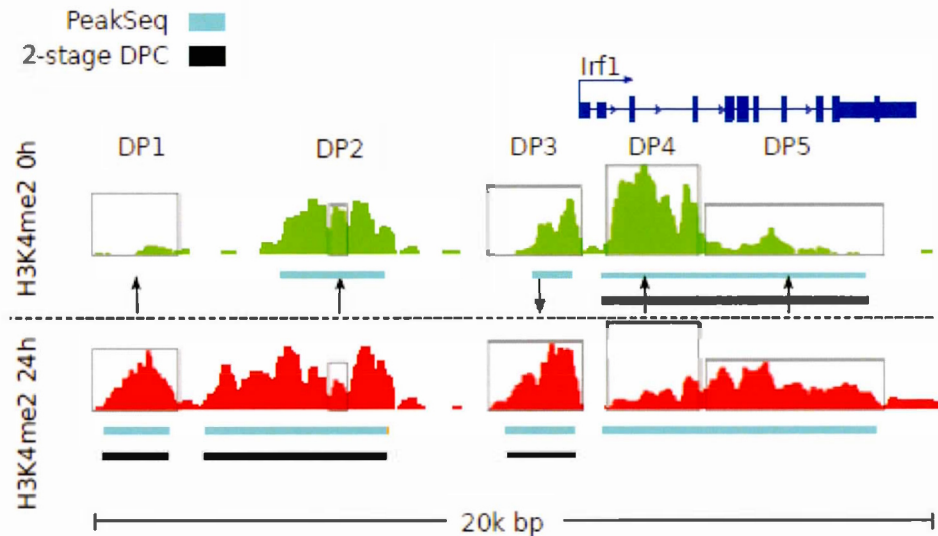 PeakSeq
2-stage DPC
Irf1
DP1 DP2 DP3 DP4 DP5
H3K4me2 0h
H3K4me2 24h
20k bp